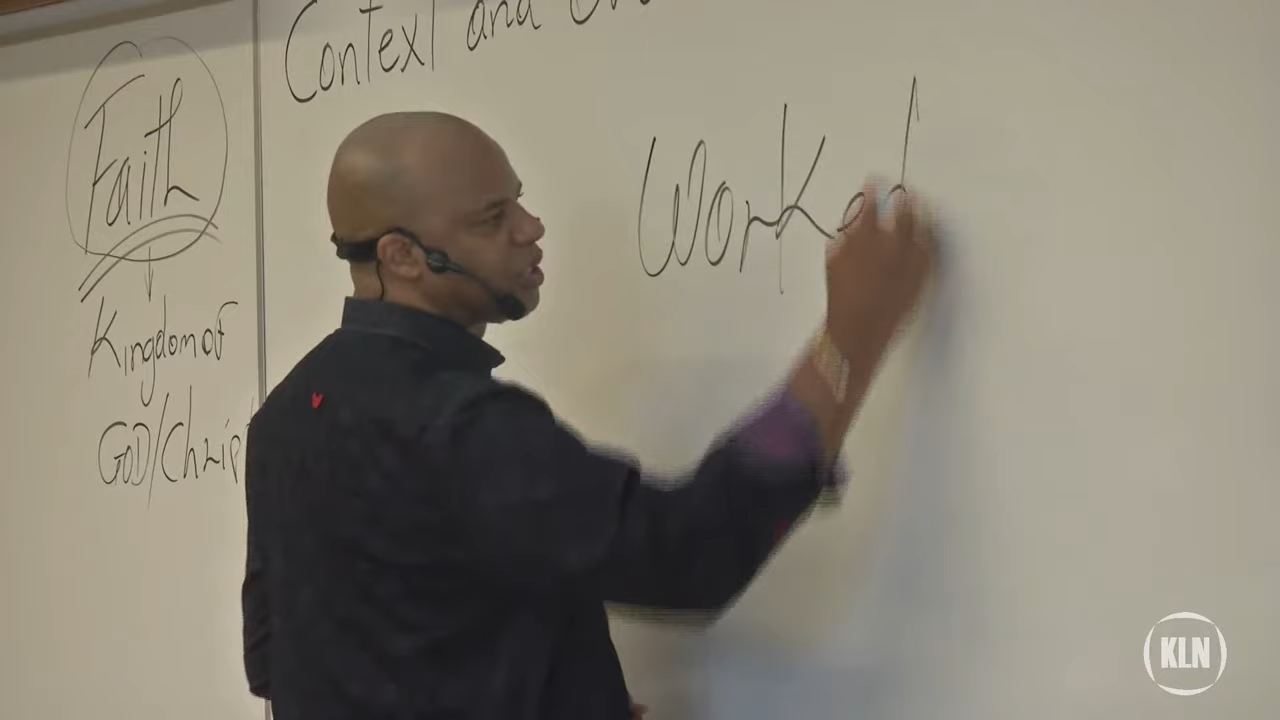 Faith
Kingdom of
GOD/Chri
Context and
Worked
KLN